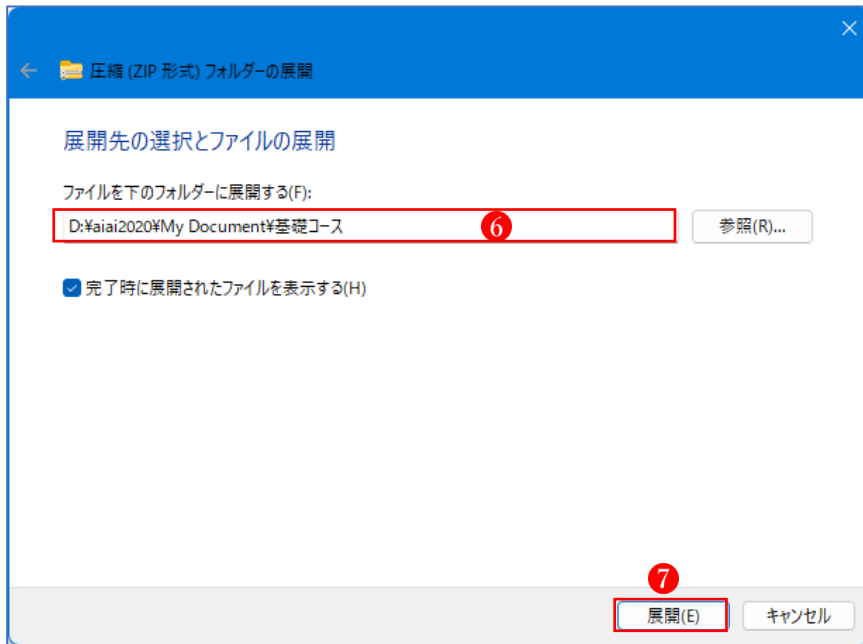 圧縮 (ZIP 形式) フォルダーの展開
展開先の選択とファイルの展開
ファイルを下のフォルダーに展開する(F):
D:¥aiai2020¥My Document¥基礎コース
6
参照(R)...
完了時に展開されたファイルを表示する(H)
7
展開(E)
キャンセル